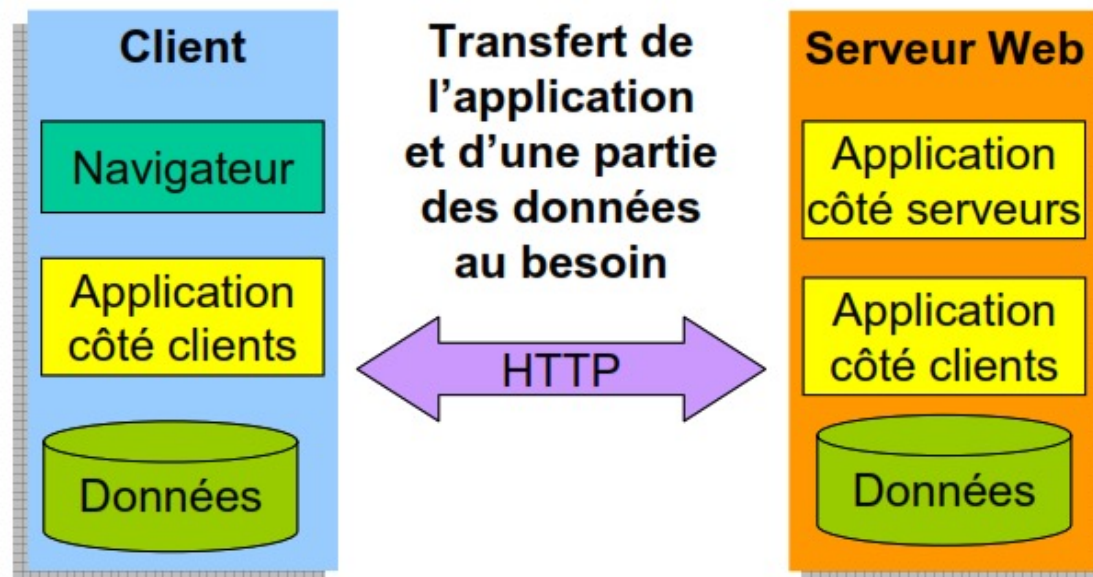 Client
Navigateur
Application
côté clients
Données
Transfert de
l'application
et d'une partie
des données
au besoin
HTTP
Serveur Web
Application
côté serveurs
Application
côté clients
Données